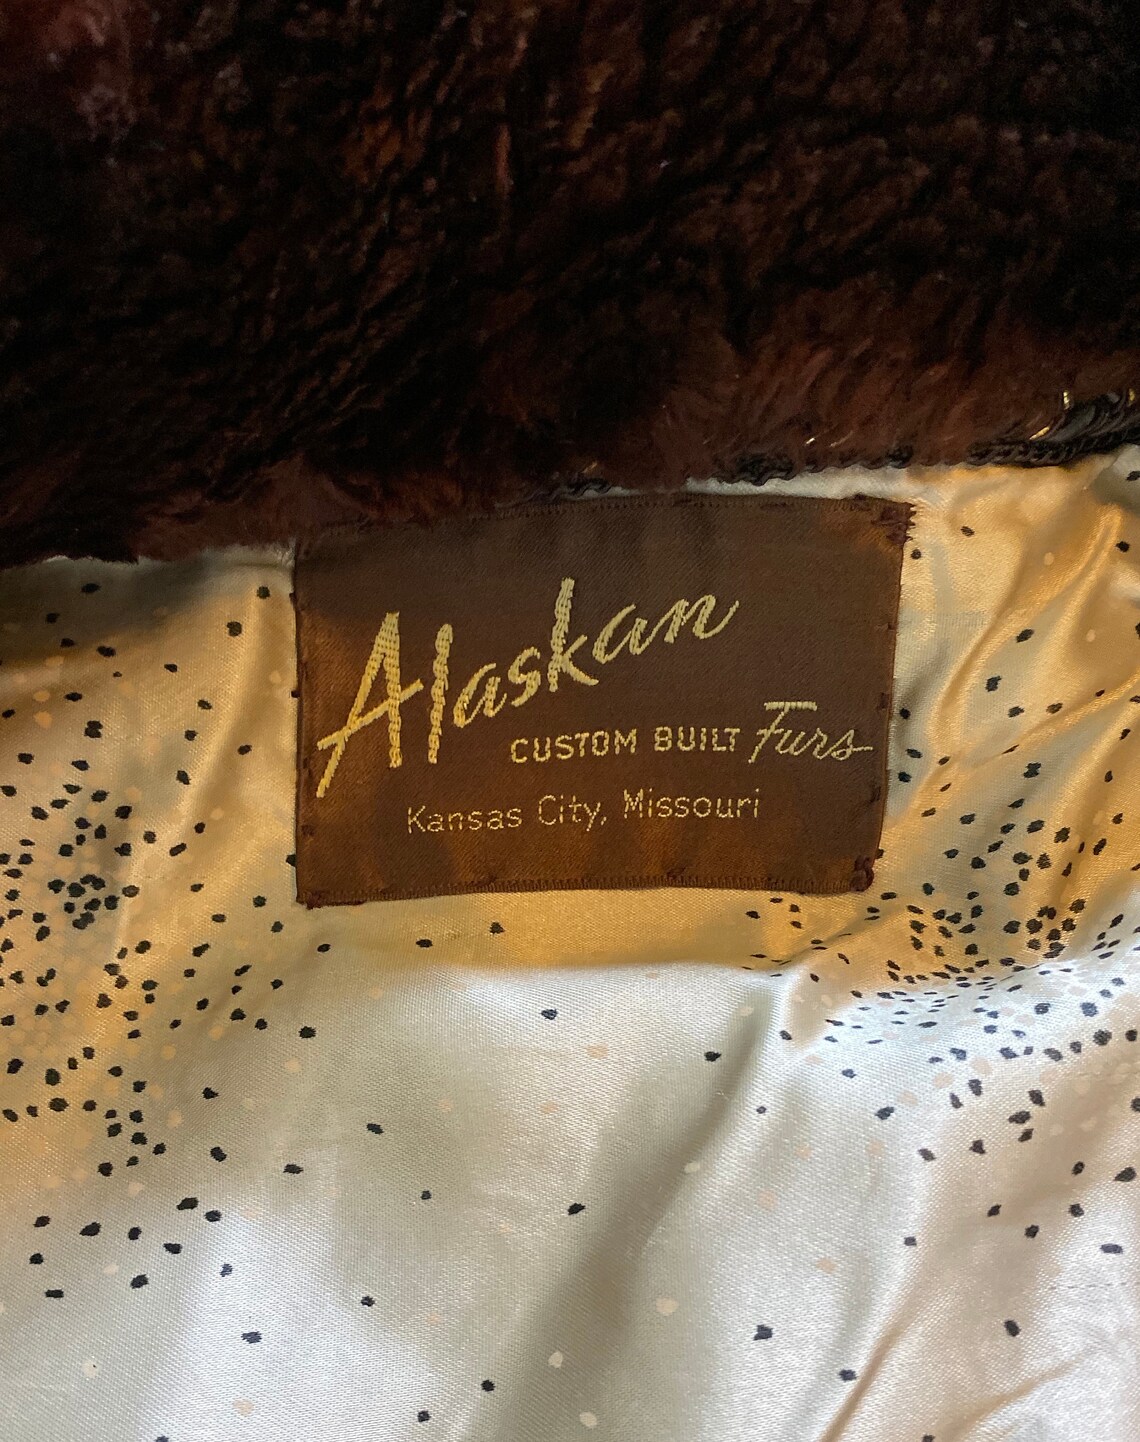 Alaskan
CUSTOM BUILT Furs
Kansas City, Missouri